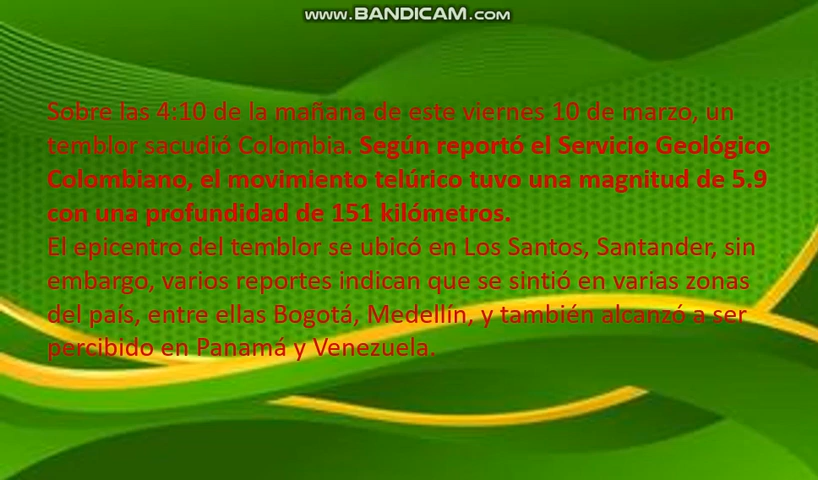 www.BANDICAM.com
Sobre las 4:10 de la mañana de este viernes 10 de marzo, un
temblor sacudió Colombia. Según reportó el Servicio Geológico
Colombiano, el movimiento telúrico tuvo una magnitud de 5.9
con una profundidad de 151 kilómetros.
El epicentro del temblor se ubicó en Los Santos, Santander, sin
embargo, varios reportes indican que se sintió en varias zonas
del país, entre ellas Bogotá, Medellín, y también alcanzó a ser
percibido en Panamá y Venezuela.